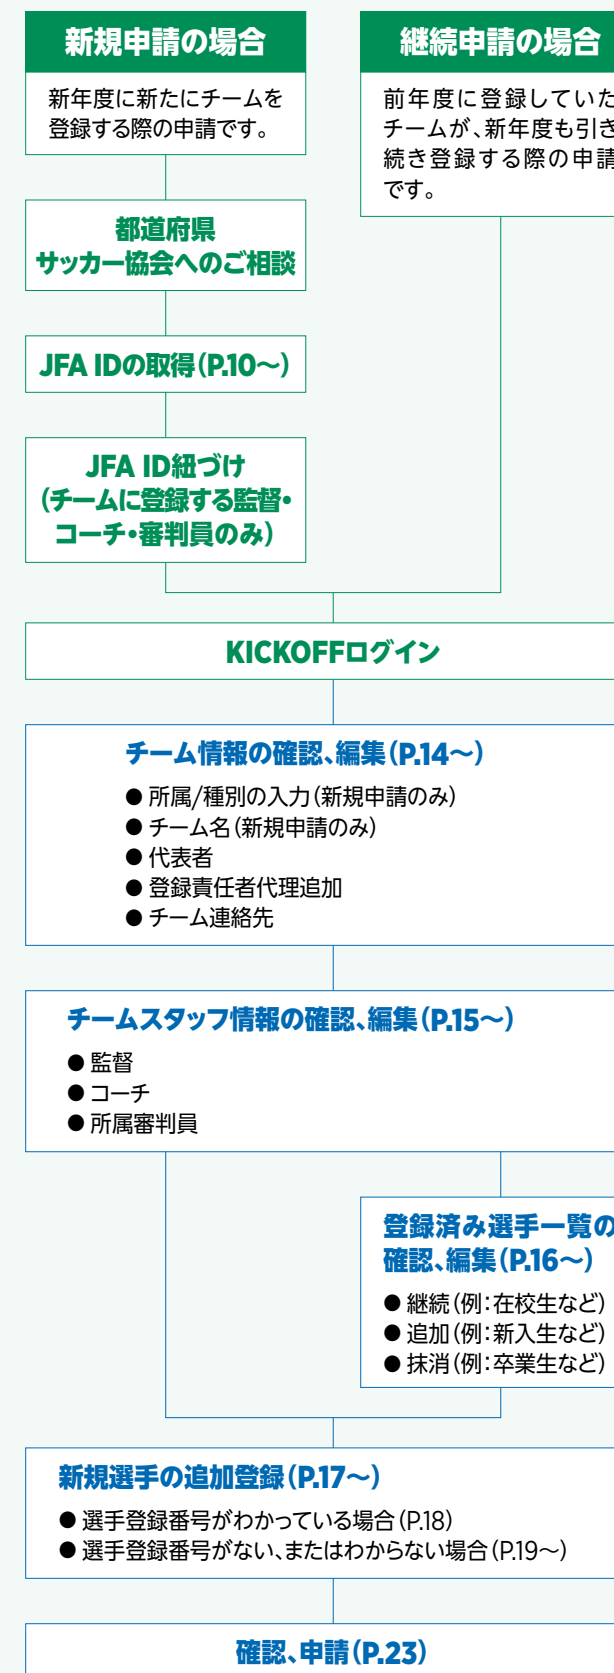 新規申請の場合
新年度に新たにチームを
登録する際の申請です。
継続申請の場合
前年度に登録していた
チームが、新年度も引き
続き登録する際の申請
です。
都道府県
サッカー協会へのご相談
JFA IDの取得(P.10〜)
JFA ID紐づけ
(チームに登録する監督・
コーチ・審判員のみ)
KICKOFFログイン
チーム情報の確認、編集(P.14〜)
● 所属/種別の入力(新規申請のみ)
● チーム名(新規申請のみ)
● 代表者
● 登録責任者代理追加
● チーム連絡先
チームスタッフ情報の確認、編集(P.15〜)
● 監督
● コーチ
● 所属審判員
登録済み選手一覧の
確認、編集(P.16〜)
● 継続(例:在校生など)
● 追加(例:新入生など)
● 抹消(例:卒業生など)
新規選手の追加登録(P.17〜)
● 選手登録番号がわかっている場合(P.18)
● 選手登録番号がない、またはわからない場合(P.19〜)
確認、申請(P.23)